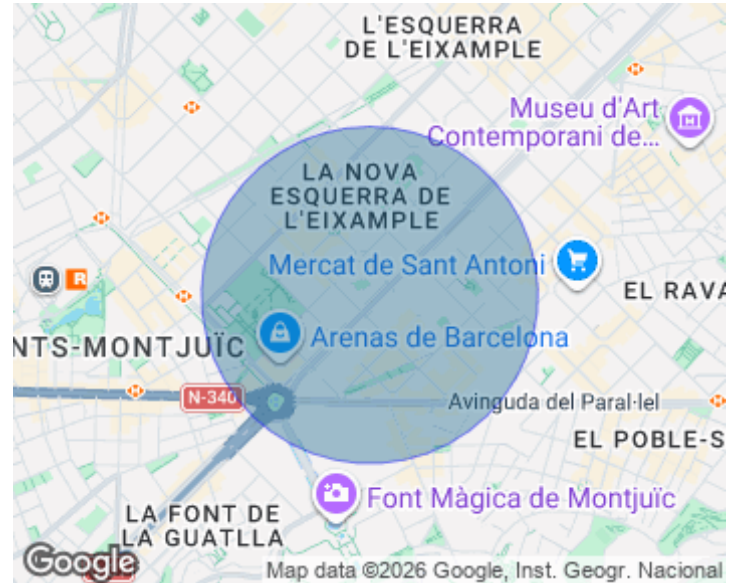 L'ESQUERRA
DE L'EIXAMPLE
Museu d'Art
Contemporani de...
LA NOVA
ESQUERRA DE
L'EIXAMPLE
Mercat de Sant Antoni
R
EL RAVA
NTS-MONTJUÏC
Arenas de Barcelona
N-340
Avinguda del Paral·lel
EL POBLE-S
Font Màgica de Montjuïc
LA FONT DE
LA GUATLLA
Google
Map data ©2026 Google, Inst. Geogr. Nacional